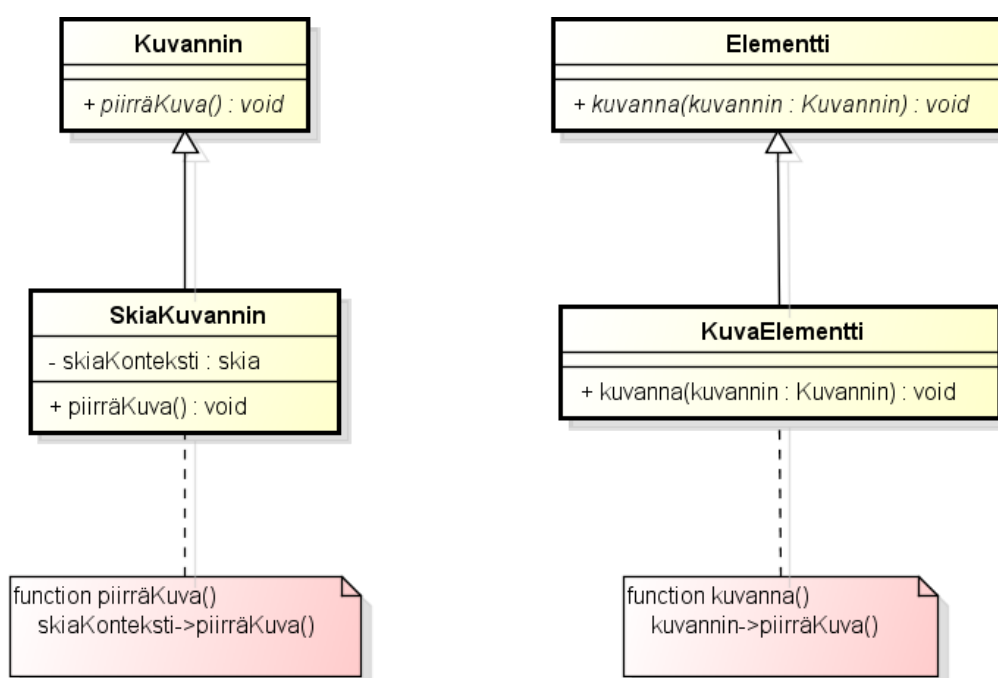 Kuvannin
+ piirräKuva() : void
SkiaKuvannin
- skiaKonteksti : skia
+ piirräKuva() : void
function piirräKuva()
skiaKonteksti->piirräKuva()
Elementti
+ kuvanna(kuvannin : Kuvannin) : void
KuvaElementti
+ kuvanna(kuvannin : Kuvannin) : void
function kuvanna()
kuvannin->piirräKuva()